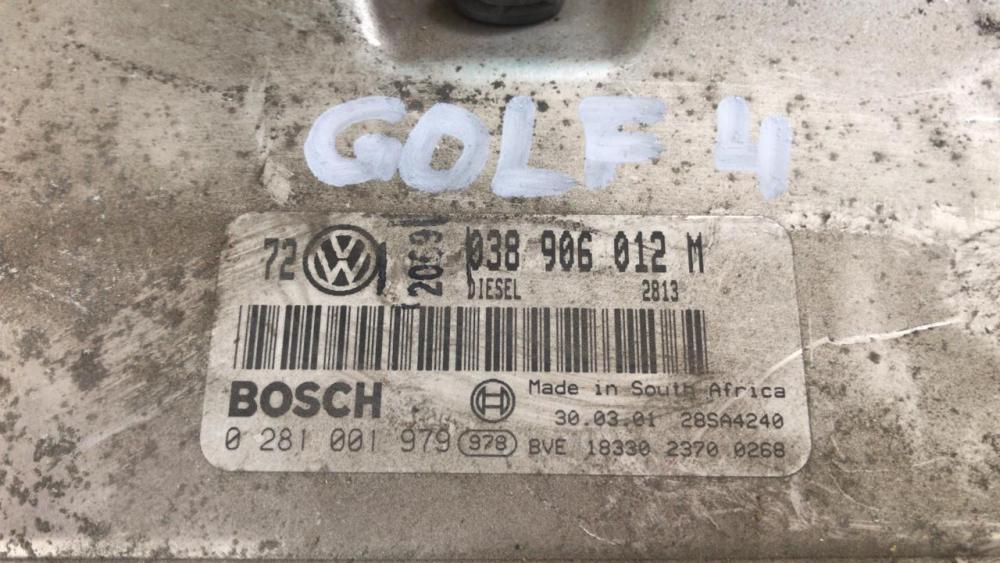 GOLF 4
72 VW 2069 038 906 012 M
DIESEL 2813
BOSCH
Made in South Africa
30.03.01 28SA4240
0 281 001 979 978 BVE 18330 2370 0268